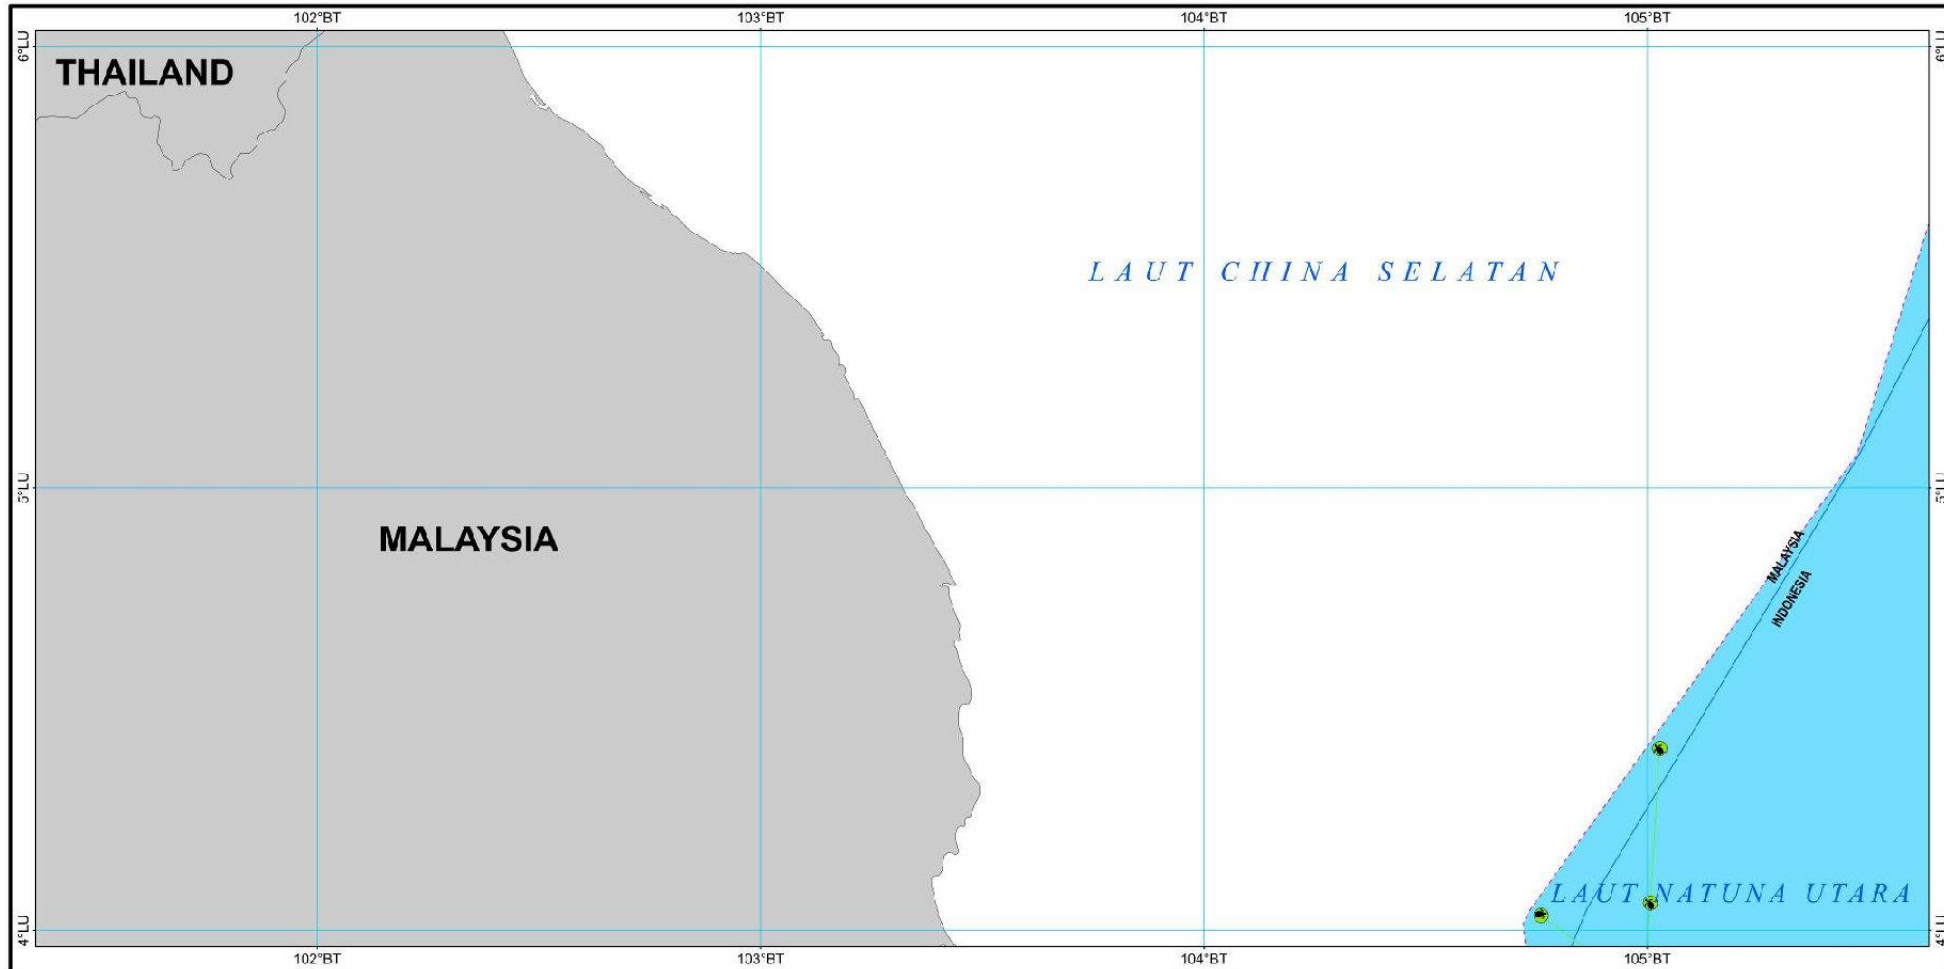 102°BT 103°BT 104°BT 105°BT
6°LU 6°LU
THAILAND
LAUT CHINA SELATAN
5°LU 5°LU
MALAYSIA
MALAYSIA
INDONESIA
LAUT NATUNA UTARA
4°LU 4°LU
102°BT 103°BT 104°BT 105°BT